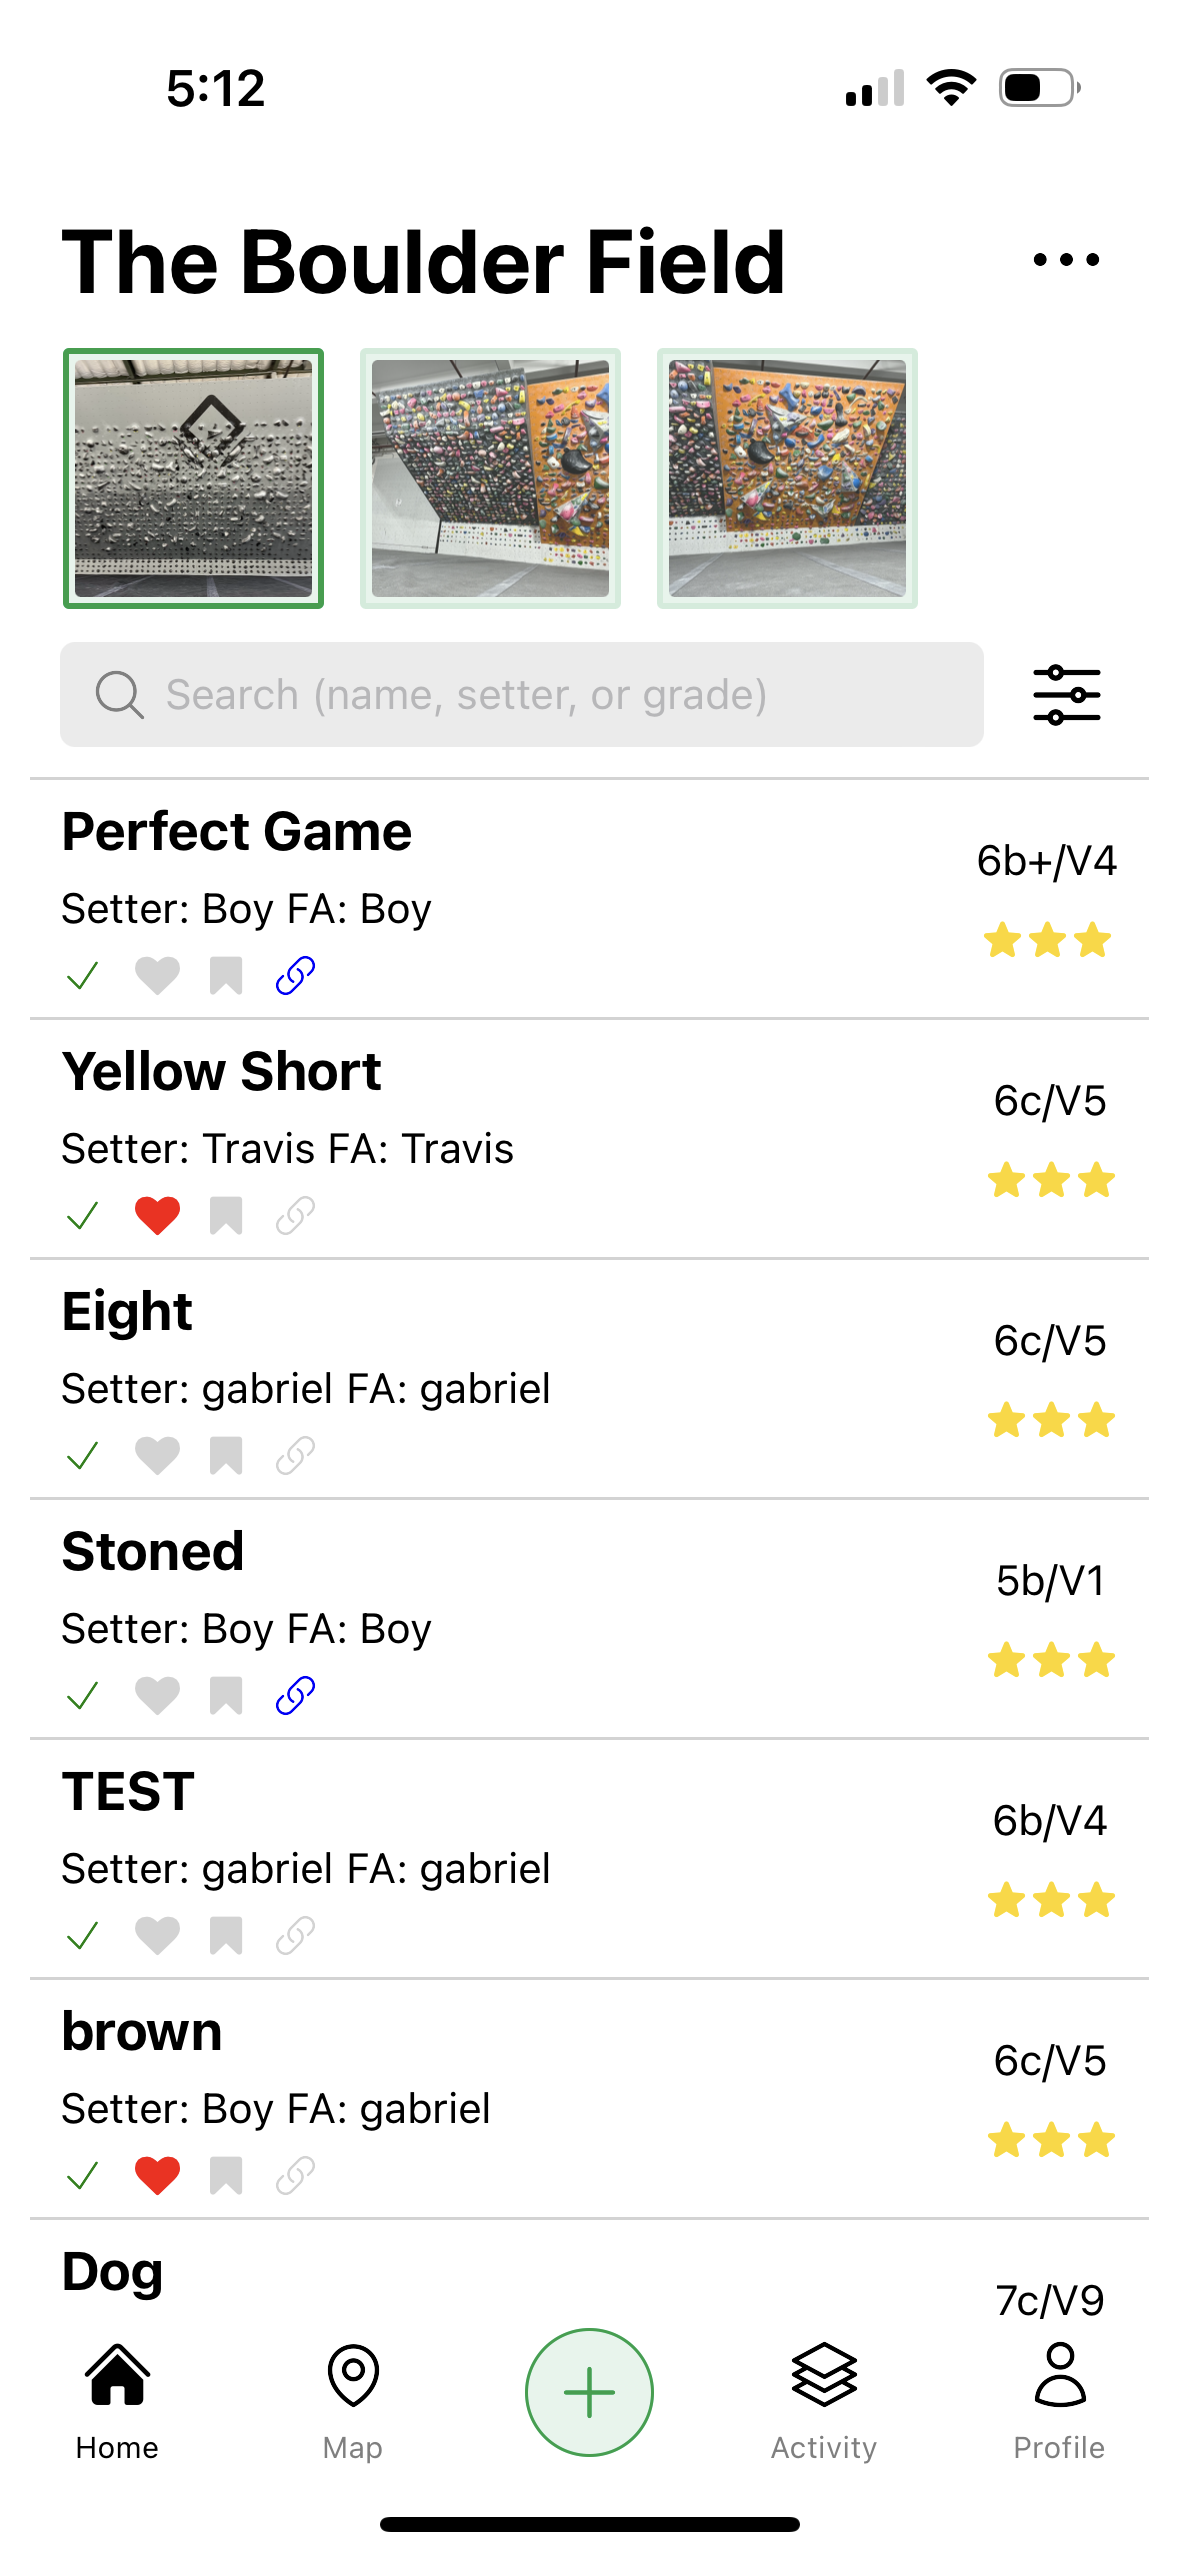 5:12
The Boulder Field
Search (name, setter, or grade)
Perfect Game
6b+/V4
Setter: Boy FA: Boy
Yellow Short
6c/V5
Setter: Travis FA: Travis
Eight
6c/V5
Setter: gabriel FA: gabriel
Stoned
5b/V1
Setter: Boy FA: Boy
TEST
6b/V4
Setter: gabriel FA: gabriel
brown
6c/V5
Setter: Boy FA: gabriel
Dog
7c/V9
Home
Map
Activity
Profile